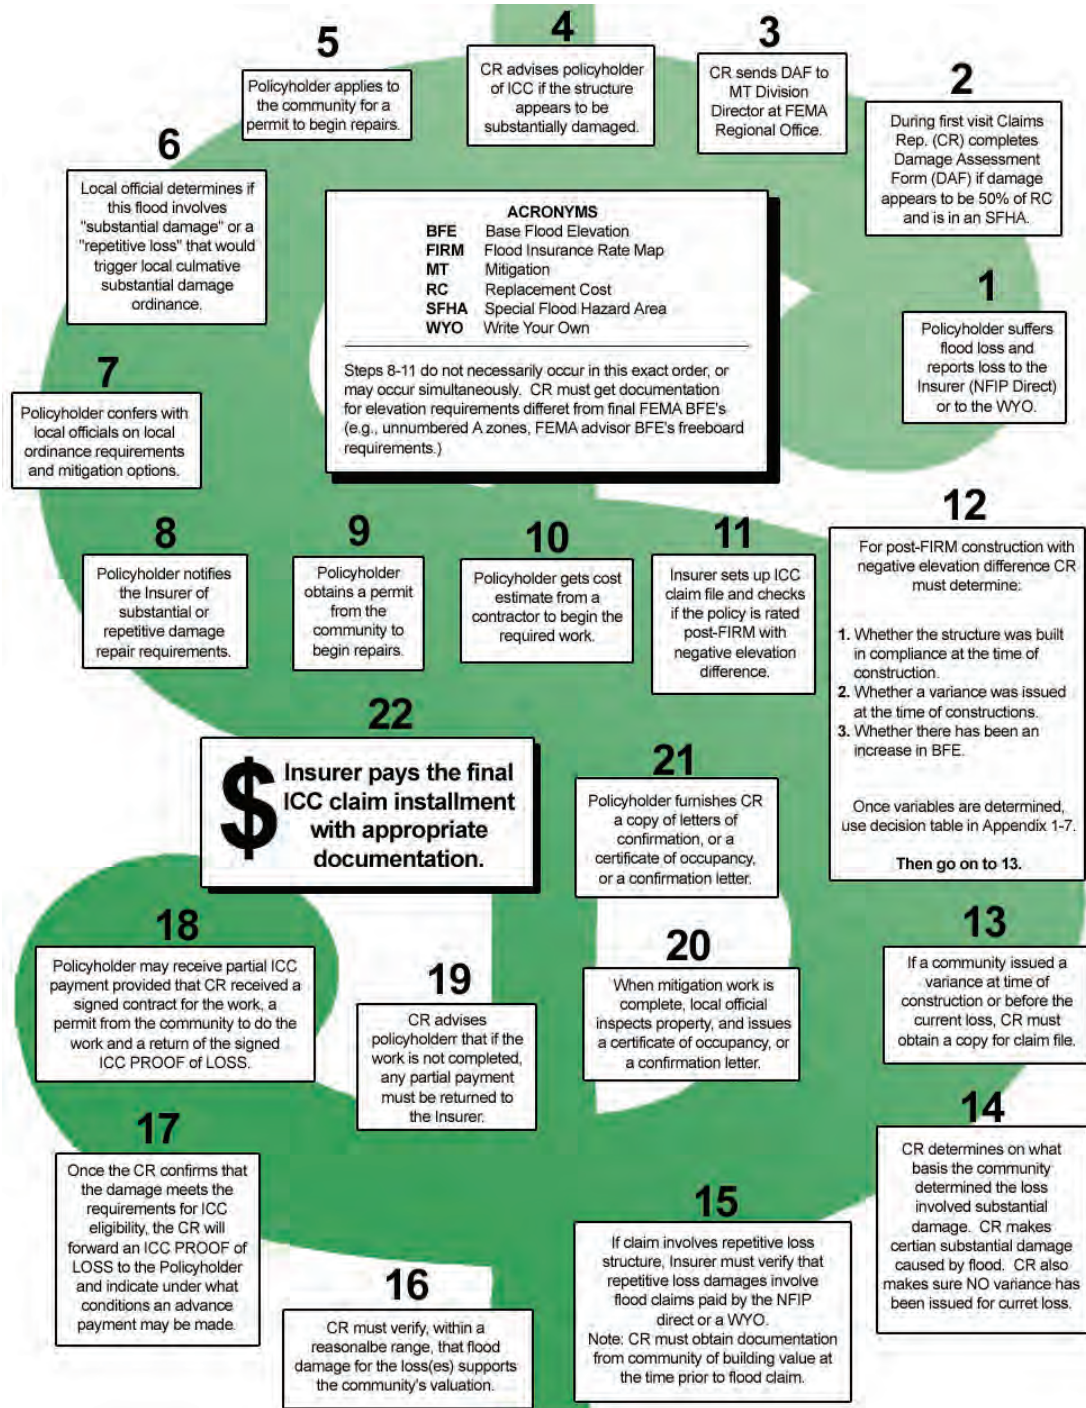 1
Policyholder suffers
flood loss and
reports loss to the
Insurer (NFIP Direct)
or to the WYO.
2
During first visit Claims
Rep. (CR) completes
Damage Assessment
Form (DAF) if damage
appears to be 50% of RC
and is in an SFHA.
3
CR sends DAF to
MT Division
Director at FEMA
Regional Office.
4
CR advises policyholder
of ICC if the structure
appears to be
substantially damaged.
5
Policyholder applies to
the community for a
permit to begin repairs.
6
Local official determines if
this flood involves
"substantial damage" or a
"repetitive loss" that would
trigger local culmative
substantial damage
ordinance.
ACRONYMS
BFE Base Flood Elevation
FIRM Flood Insurance Rate Map
MT Mitigation
RC Replacement Cost
SFHA Special Flood Hazard Area
WYO Write Your Own
Steps 8-11 do not necessarily occur in this exact order, or
may occur simultaneously. CR must get documentation
for elevation requirements differet from final FEMA BFE's
(e.g., unnumbered A zones, FEMA advisor BFE's freeboard
requirements.)
7
Policyholder confers with
local officials on local
ordinance requirements
and mitigation options.
8
Policyholder notifies
the Insurer of
substantial or
repetitive damage
repair requirements.
9
Policyholder
obtains a permit
from the
community to
begin repairs.
10
Policyholder gets cost
estimate from a
contractor to begin the
required work.
11
Insurer sets up ICC
claim file and checks
if the policy is rated
post-FIRM with
negative elevation
difference.
12
For post-FIRM construction with
negative elevation difference CR
must determine:
1. Whether the structure was built
in compliance at the time of
construction.
2. Whether a variance was issued
at the time of constructions.
3. Whether there has been an
increase in BFE.
Once variables are determined,
use decision table in Appendix 1-7.
Then go on to 13.
13
If a community issued a
variance at time of
construction or before the
current loss, CR must
obtain a copy for claim file.
14
CR determines on what
basis the community
determined the loss
involved substantial
damage. CR makes
certian substantial damage
caused by flood. CR also
makes sure NO variance has
been issued for curret loss.
15
If claim involves repetitive loss
structure, Insurer must verify that
repetitive loss damages involve
flood claims paid by the NFIP
direct or a WYO.
Note: CR must obtain documentation
from community of building value at
the time prior to flood claim.
16
CR must verify, within a
reasonalbe range, that flood
damage for the loss(es) supports
the community's valuation.
17
Once the CR confirms that
the damage meets the
requirements for ICC
eligibility, the CR will
forward an ICC PROOF of
LOSS to the Policyholder
and indicate under what
conditions an advance
payment may be made.
18
Policyholder may receive partial ICC
payment provided that CR received a
signed contract for the work, a
permit from the community to do the
work and a return of the signed
ICC PROOF of LOSS.
19
CR advises
policyholderr that if the
work is not completed,
any partial payment
must be returned to
the Insurer.
20
When mitigation work is
complete, local official
inspects property, and issues
a certificate of occupancy, or
a confirmation letter.
21
Policyholder furnishes CR
a copy of letters of
confirmation, or a
certificate of occupancy,
or a confirmation letter.
22
$
Insurer pays the final
ICC claim installment
with appropriate
documentation.